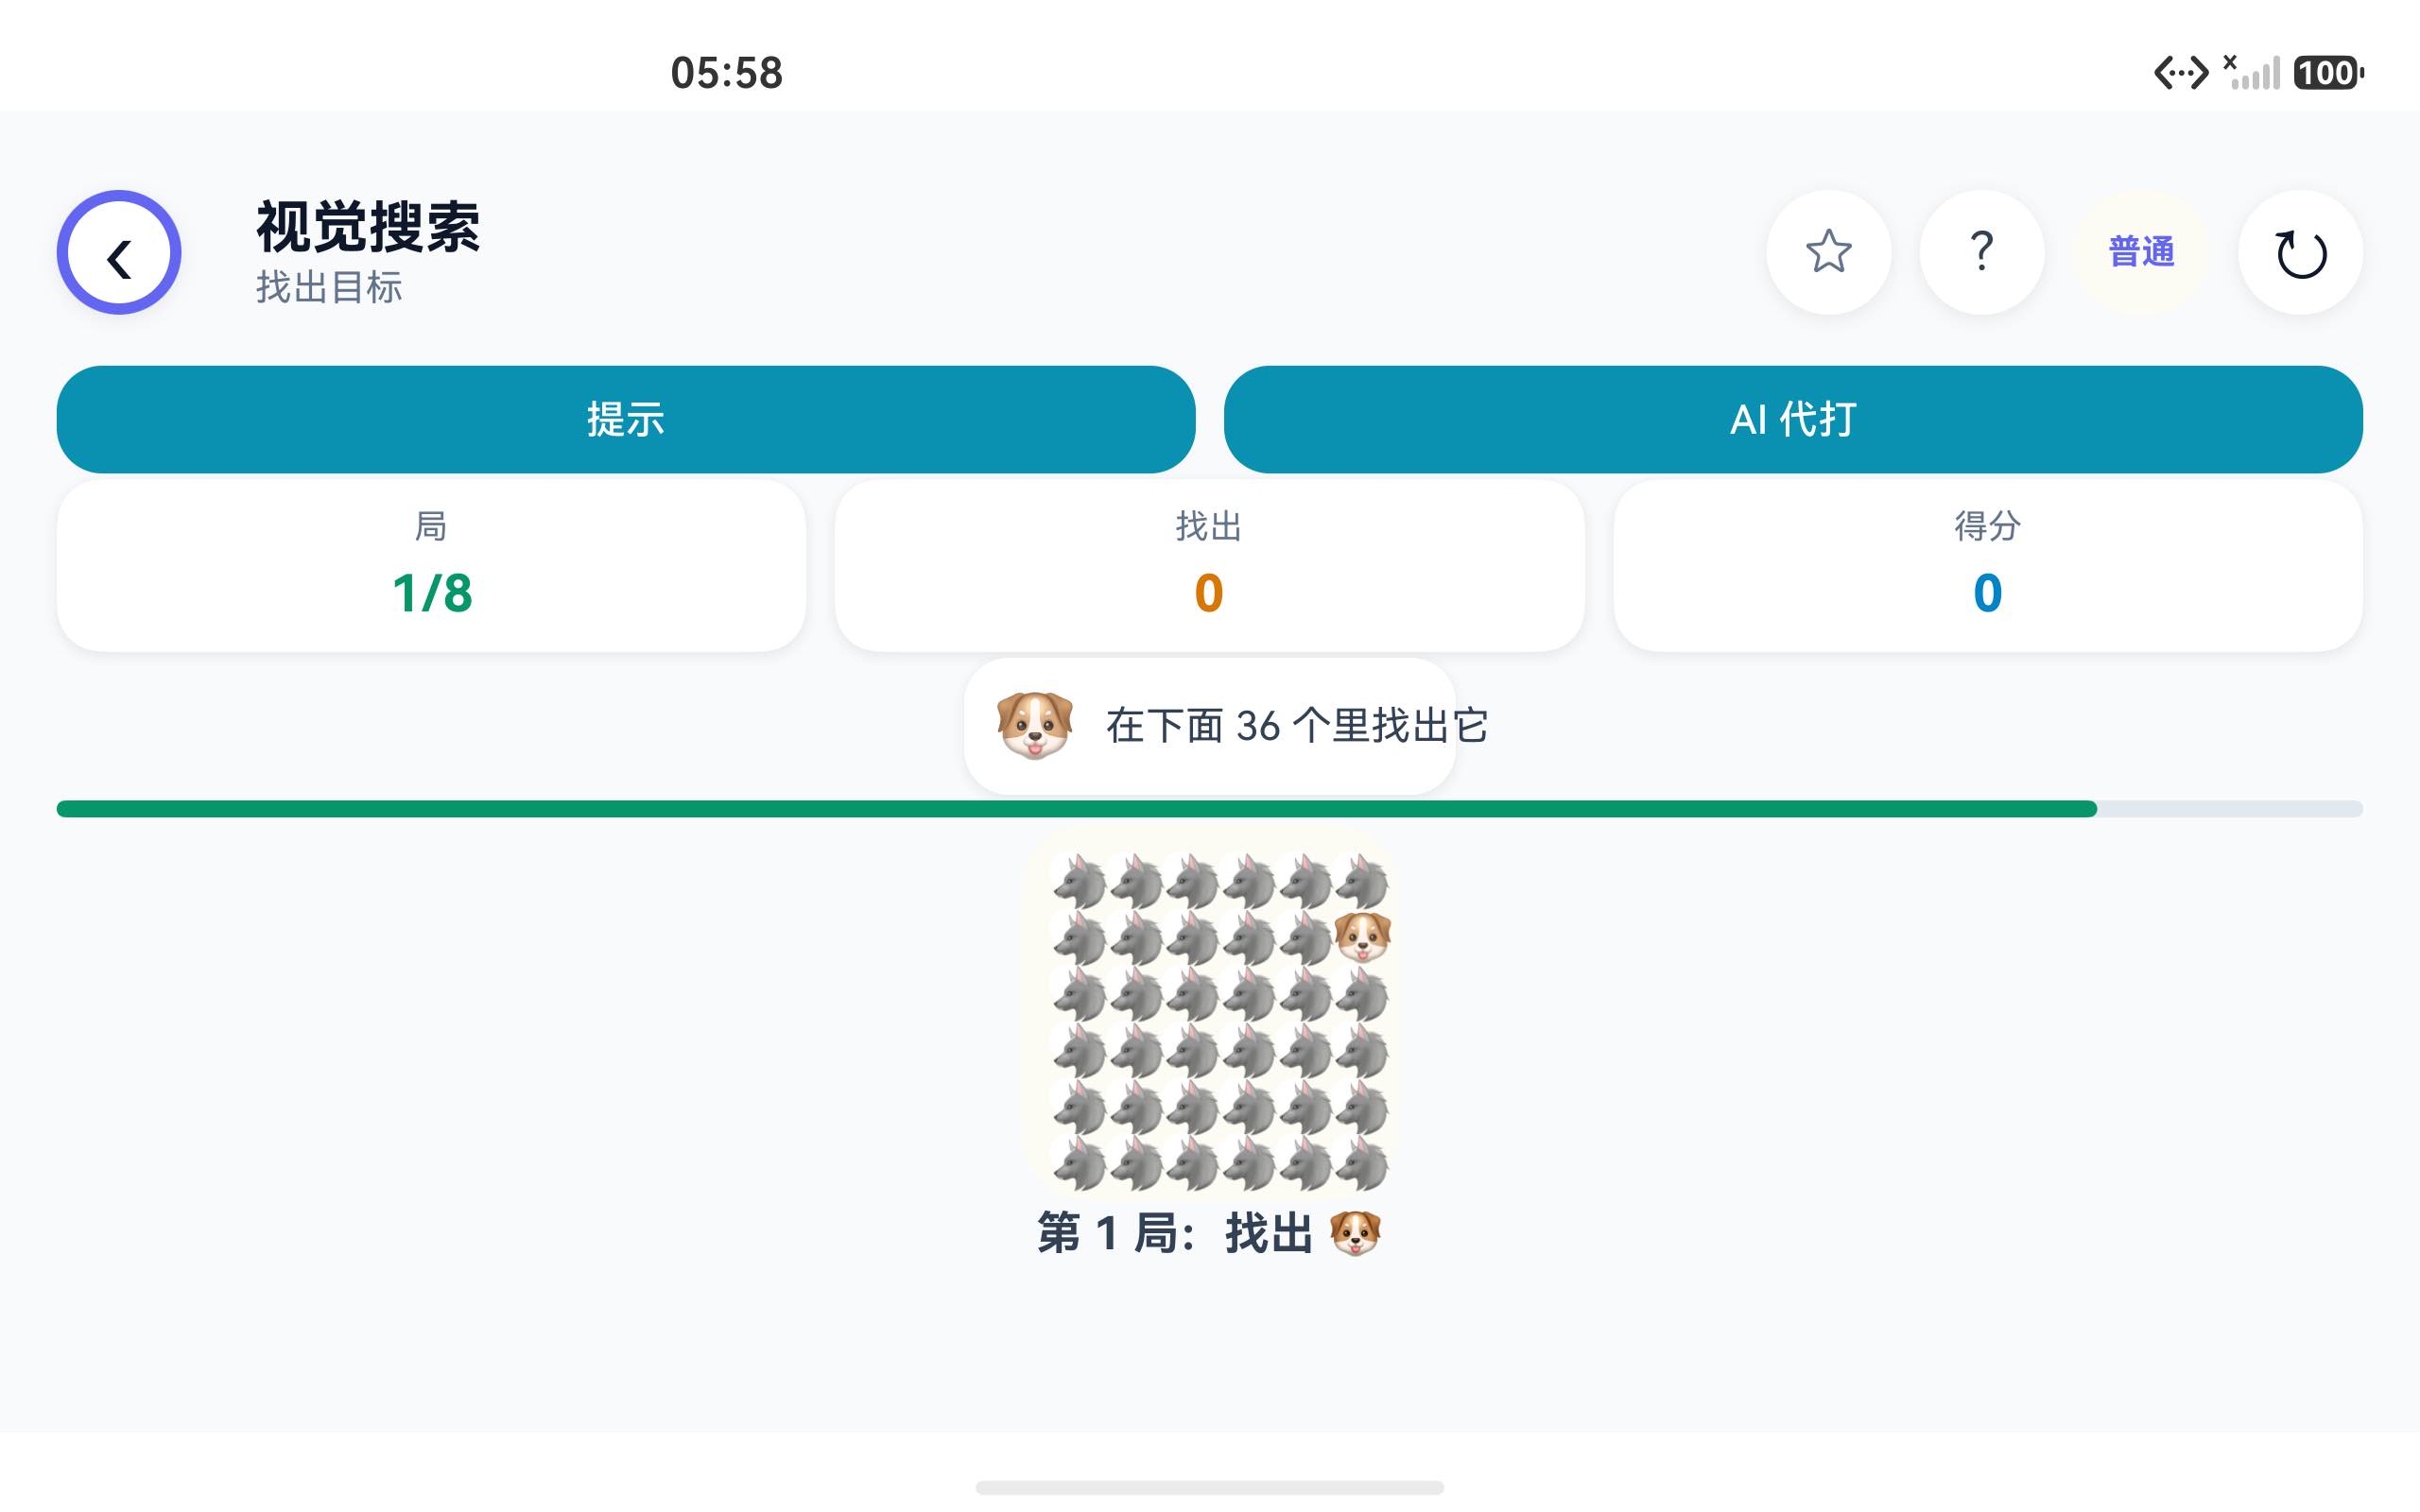 05:58
100
视觉搜索
找出目标
?
普通
提示
AI 代打
局
找出
得分
1/8
0
0
在下面 36 个里找出它
第 1 局：找出 🐶